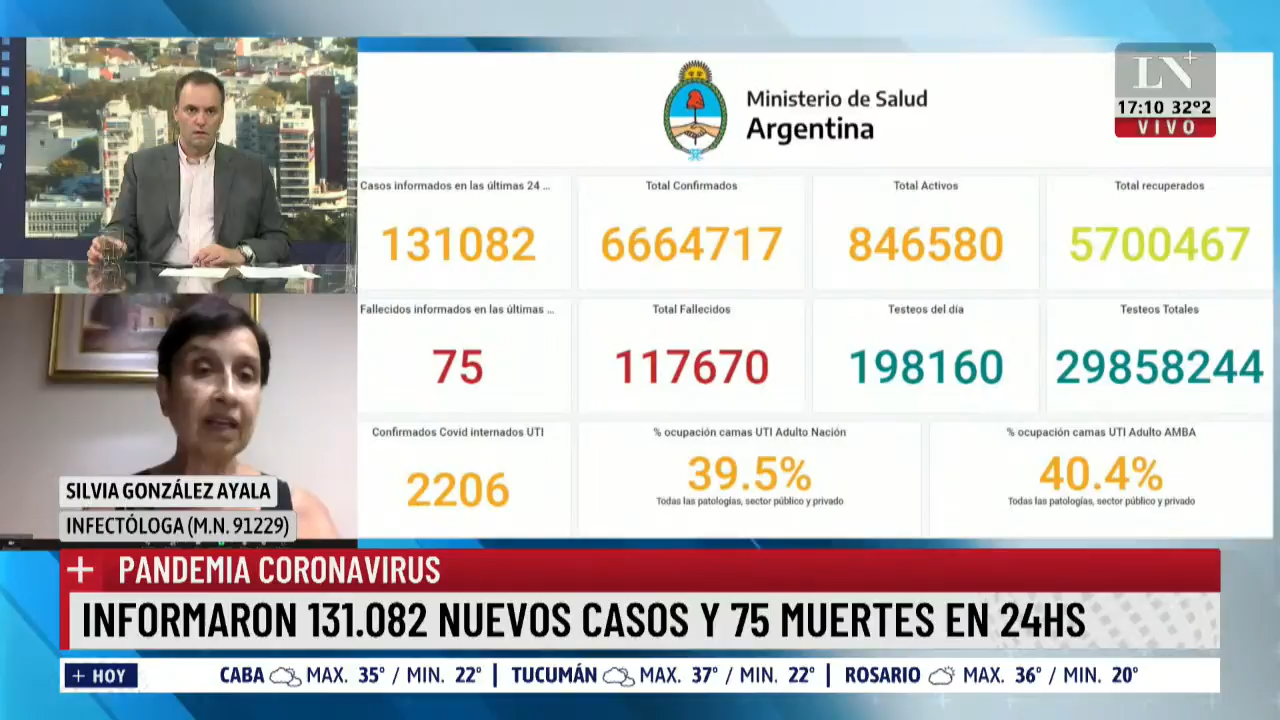 Ministerio de Salud
Argentina
LN+
17:10 32°2
VIVO
Casos informados en las últimas 24 ...
131082
Total Confirmados
6664717
Total Activos
846580
Total recuperados
5700467
Fallecidos informados en las últimas ...
75
Total Fallecidos
117670
Testeos del día
198160
Testeos Totales
29858244
Confirmados Covid internados UTI
2206
% ocupación camas UTI Adulto Nación
39.5%
Todas las patologías, sector público y privado
% ocupación camas UTI Adulto AMBA
40.4%
Todas las patologías, sector público y privado
SILVIA GONZÁLEZ AYALA
INFECTÓLOGA (M.N. 91229)
+ PANDEMIA CORONAVIRUS
INFORMARON 131.082 NUEVOS CASOS Y 75 MUERTES EN 24HS
+ HOY CABA MAX. 35° / MIN. 22° | TUCUMÁN MAX. 37° / MIN. 22° | ROSARIO MAX. 36° / MIN. 20°